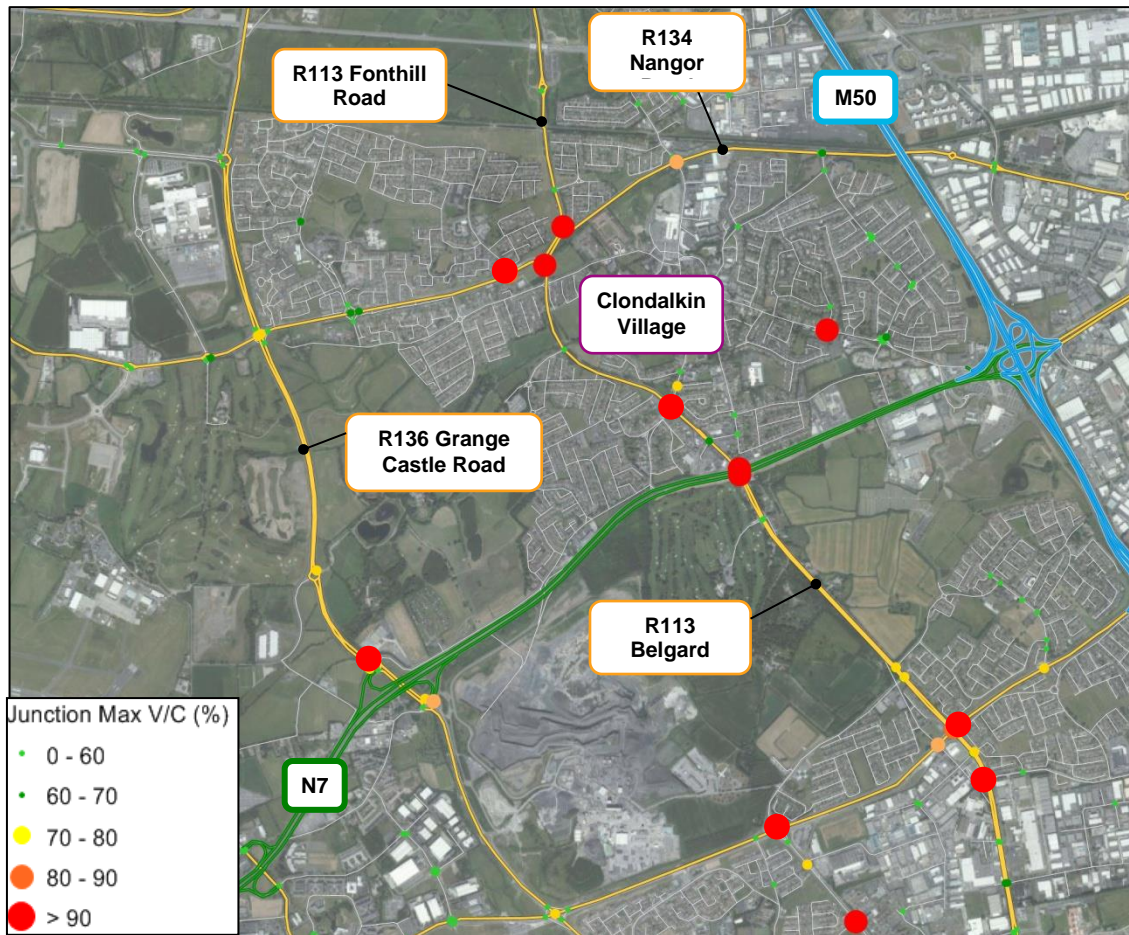 R134
Nangor
R113 Fonthill
Road
M50
Clondalkin
Village
R136 Grange
Castle Road
R113
Belgard
N7
Junction Max V/C (%)
0 - 60
60 - 70
70 - 80
80 - 90
> 90